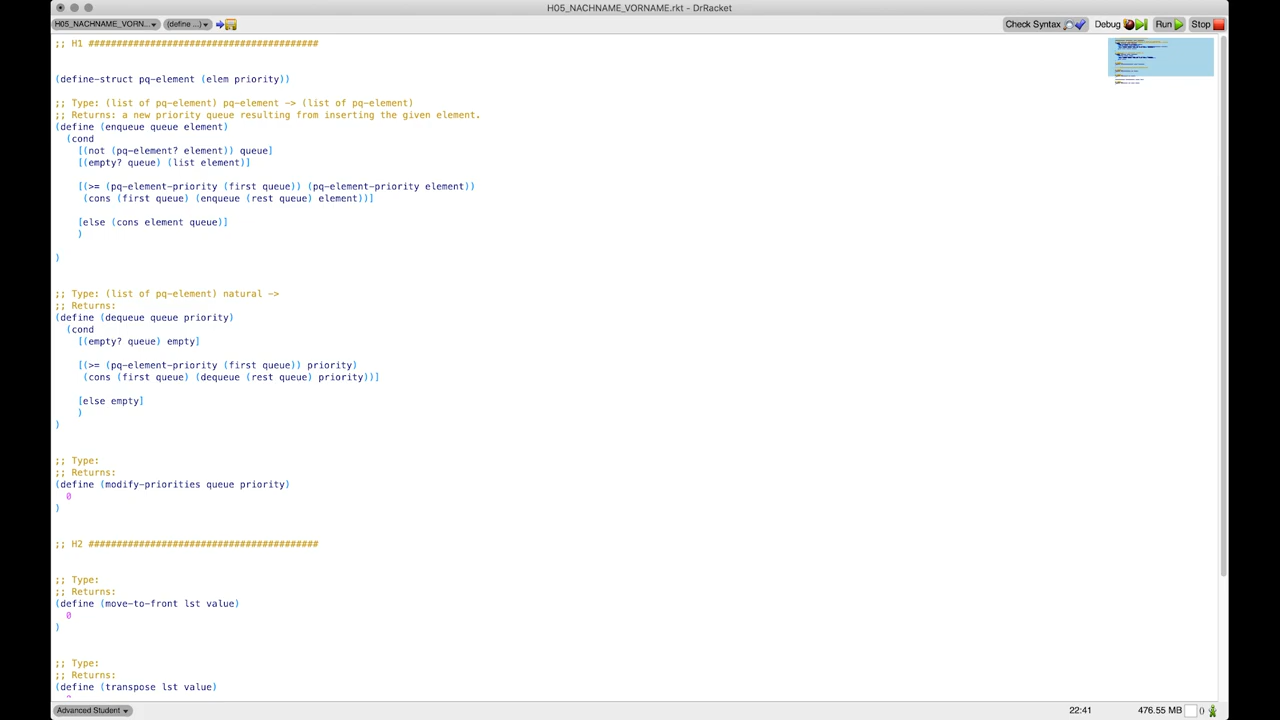 H05_NACHNAME_VORNAME.rkt - DrRacket
H05_NACHNAME_VORN... (define ...) Check Syntax Debug Run Stop
;; H1 #########################################
(define-struct pq-element (elem priority))
;; Type: (list of pq-element) pq-element -> (list of pq-element)
;; Returns: a new priority queue resulting from inserting the given element.
(define (enqueue queue element)
(cond
[(not (pq-element? element)) queue]
[(empty? queue) (list element)]
[(>= (pq-element-priority (first queue)) (pq-element-priority element))
(cons (first queue) (enqueue (rest queue) element))]
[else (cons element queue)]
)
)
;; Type: (list of pq-element) natural ->
;; Returns:
(define (dequeue queue priority)
(cond
[(empty? queue) empty]
[(>= (pq-element-priority (first queue)) priority)
(cons (first queue) (dequeue (rest queue) priority))]
[else empty]
)
)
;; Type:
;; Returns:
(define (modify-priorities queue priority)
0
)
;; H2 #########################################
;; Type:
;; Returns:
(define (move-to-front lst value)
0
)
;; Type:
;; Returns:
(define (transpose lst value)
Advanced Student 22:41 476.55 MB ()